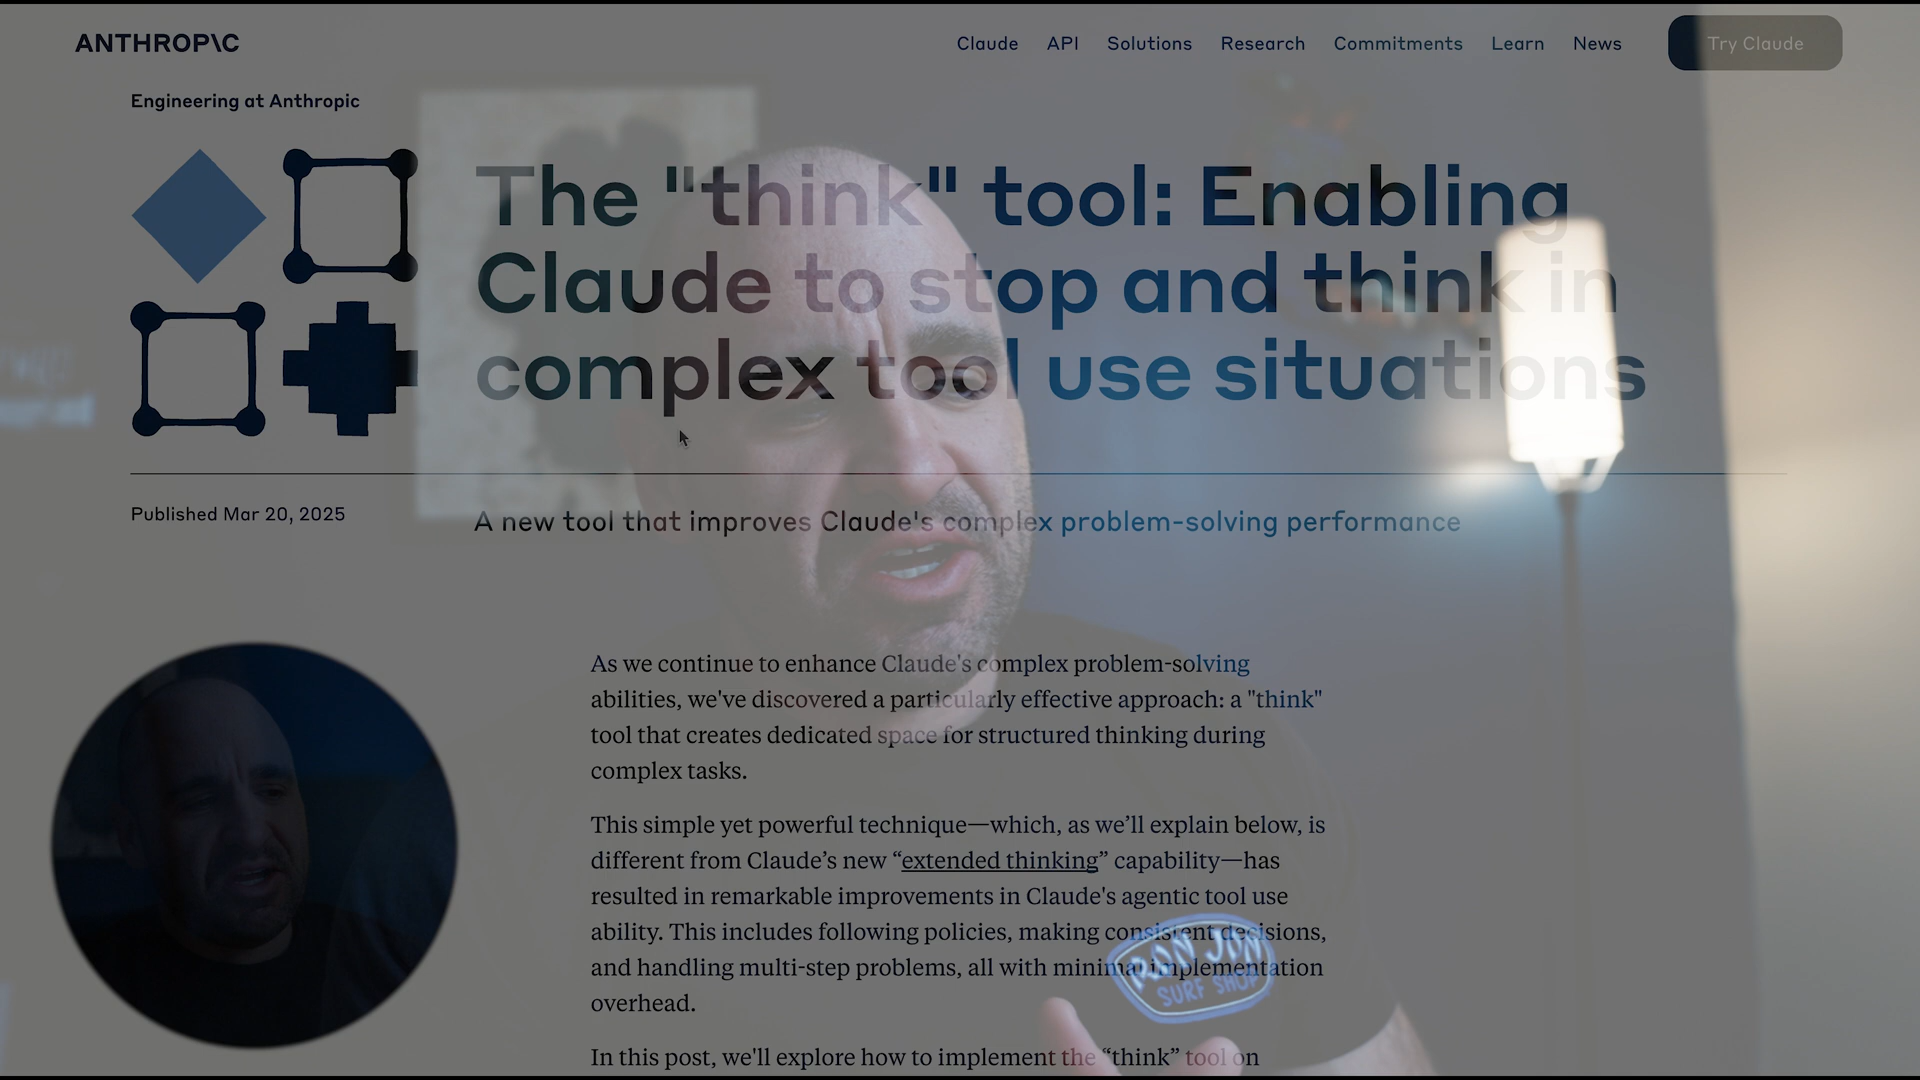 ANTHROP\C
Claude API Solutions Research Commitments Learn News Try Claude
Engineering at Anthropic
The "think" tool: Enabling
Claude to stop and think in
complex tool use situations
Published Mar 20, 2025
A new tool that improves Claude's complex problem-solving performance
As we continue to enhance Claude's complex problem-solving
abilities, we've discovered a particularly effective approach: a "think"
tool that creates dedicated space for structured thinking during
complex tasks.
This simple yet powerful technique—which, as we’ll explain below, is
different from Claude’s new “extended thinking” capability—has
resulted in remarkable improvements in Claude's agentic tool use
ability. This includes following policies, making consistent decisions,
and handling multi-step problems, all with minimal implementation
overhead.
In this post, we'll explore how to implement the “think” tool on
RON JON
SURF SHOP